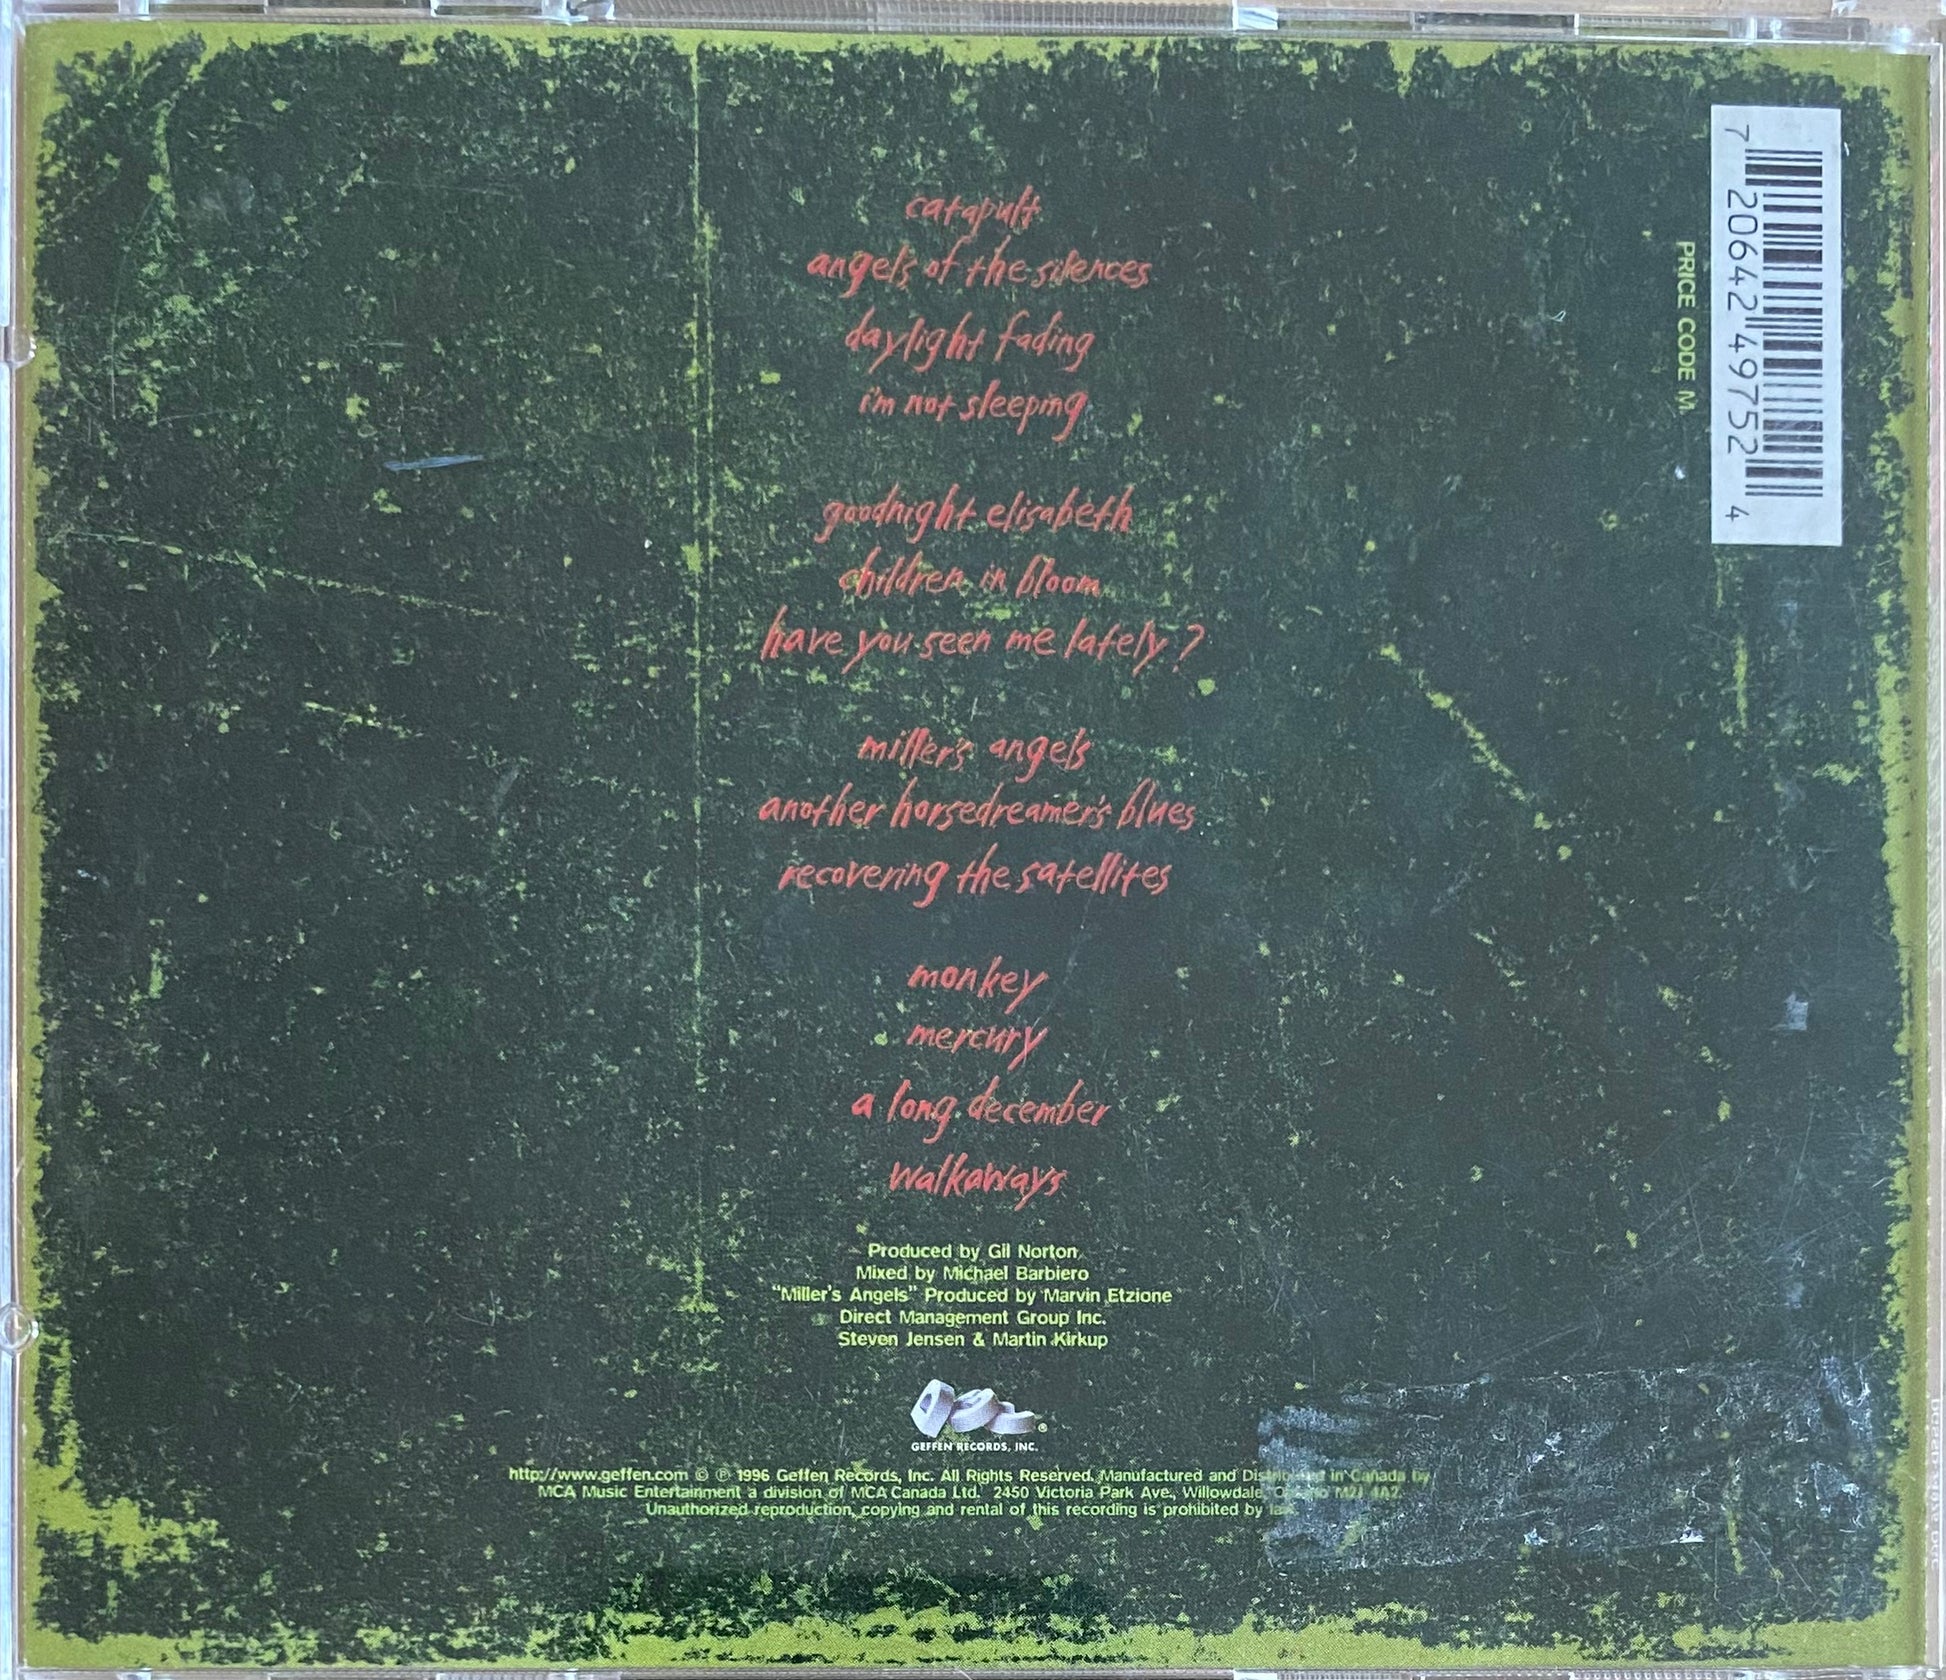 catapult
angels of the silences
daylight fading
i'm not sleeping
goodnight elisabeth
children in bloom
have you seen me lately?
miller's angels
another horsedreamer's blues
recovering the satellites
monkey
mercury
a long december
walkaways
Produced by Gil Norton
Mixed by Michael Barbiero
"Miller's Angels" Produced by Marvin Etzione
Direct Management Group Inc.
Steven Jensen & Martin Kirkup
GEFFEN RECORDS, INC.
http://www.geffen.com © ℗ 1996 Geffen Records, Inc. All Rights Reserved. Manufactured and Distributed in Canada by
MCA Music Entertainment a division of MCA Canada Ltd. 2450 Victoria Park Ave., Willowdale, Ontario M2J 4A2.
Unauthorized reproduction, copying and rental of this recording is prohibited by law.
7 20642 49752 4
PRICE CODE M